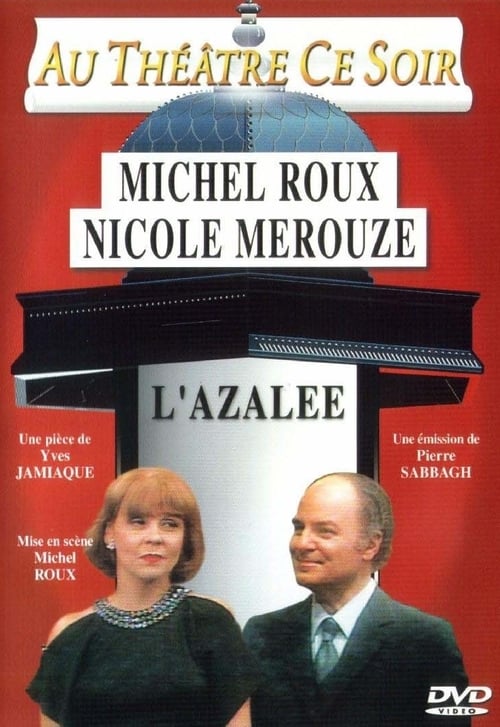 AU THÉÂTRE CE SOIR
MICHEL ROUX
NICOLE MEROUZE
L'AZALEE
Une pièce de
Yves
JAMIAQUE
Une émission de
Pierre
SABBAGH
Mise en scène
Michel
ROUX
DVD
VIDEO